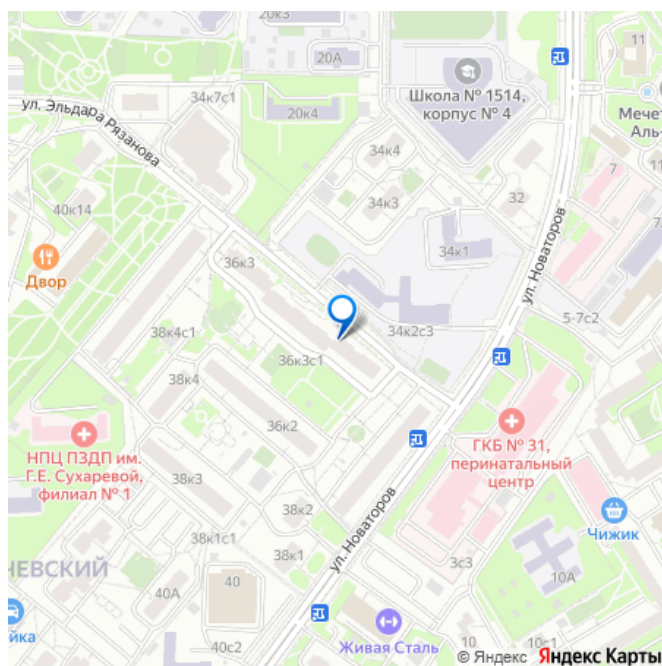 20к3
11
20А
Школа № 1514,
корпус № 4
34к7с1
20к4
Мечет
Аль-
ул. Эльдара Рязанова
34к4
7
32
34к3
40к14
34к1
ул. Новаторов
36к3
Двор
5-7с2
38к4с1
34к2с3
36к3с1
38к4
36к2
ГКБ № 31,
перинатальный
центр
НПЦ ПЗДП им.
Г.Е. Сухаревой,
филиал № 1
38к3
ул. Новаторов
38к2
Чижик
38к1с1
38к1
3с3
НЕВСКИЙ
40
10А
40А
йка
40с2
Живая Сталь
10
10с1
© Яндекс Яндекс Карты